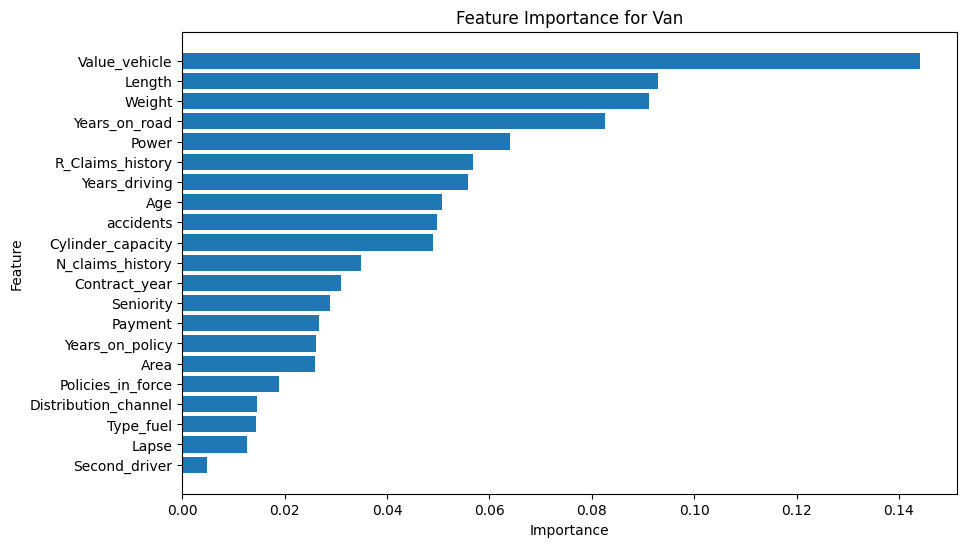 Feature Importance for Van
Value_vehicle
Length
Weight
Years_on_road
Power
R_Claims_history
Years_driving
Age
accidents
Cylinder_capacity
N_claims_history
Contract_year
Seniority
Payment
Years_on_policy
Area
Policies_in_force
Distribution_channel
Type_fuel
Lapse
Second_driver
Feature
0.00 0.02 0.04 0.06 0.08 0.10 0.12 0.14
Importance